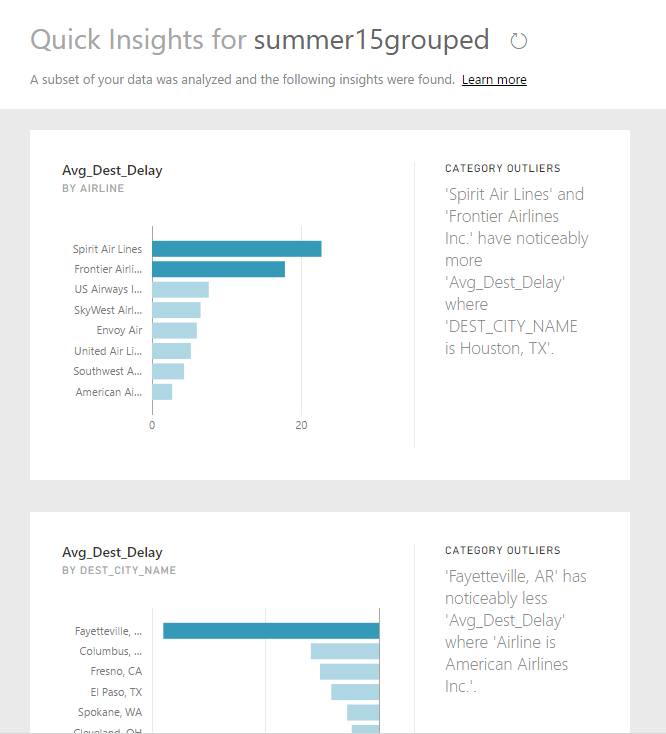 Quick Insights for summer15grouped
A subset of your data was analyzed and the following insights were found. Learn more
Avg_Dest_Delay
BY AIRLINE
Spirit Air Lines
Frontier Airli...
US Airways I...
SkyWest Airl...
Envoy Air
United Air Li...
Southwest A...
American Ai...
0 20
CATEGORY OUTLIERS
'Spirit Air Lines' and
'Frontier Airlines
Inc.' have noticeably
more
'Avg_Dest_Delay'
where
'DEST_CITY_NAME
is Houston, TX'.
Avg_Dest_Delay
BY DEST_CITY_NAME
Fayetteville, ...
Columbus, ...
Fresno, CA
El Paso, TX
Spokane, WA
Cleveland, OH
CATEGORY OUTLIERS
'Fayetteville, AR' has
noticeably less
'Avg_Dest_Delay'
where 'Airline is
American Airlines
Inc.'.